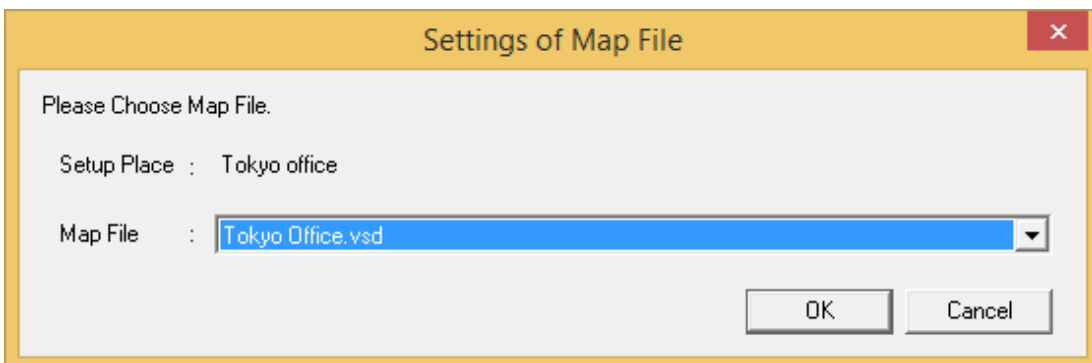 Settings of Map File
Please Choose Map File.
Setup Place : Tokyo office
Map File : Tokyo Office.vsd
OK Cancel